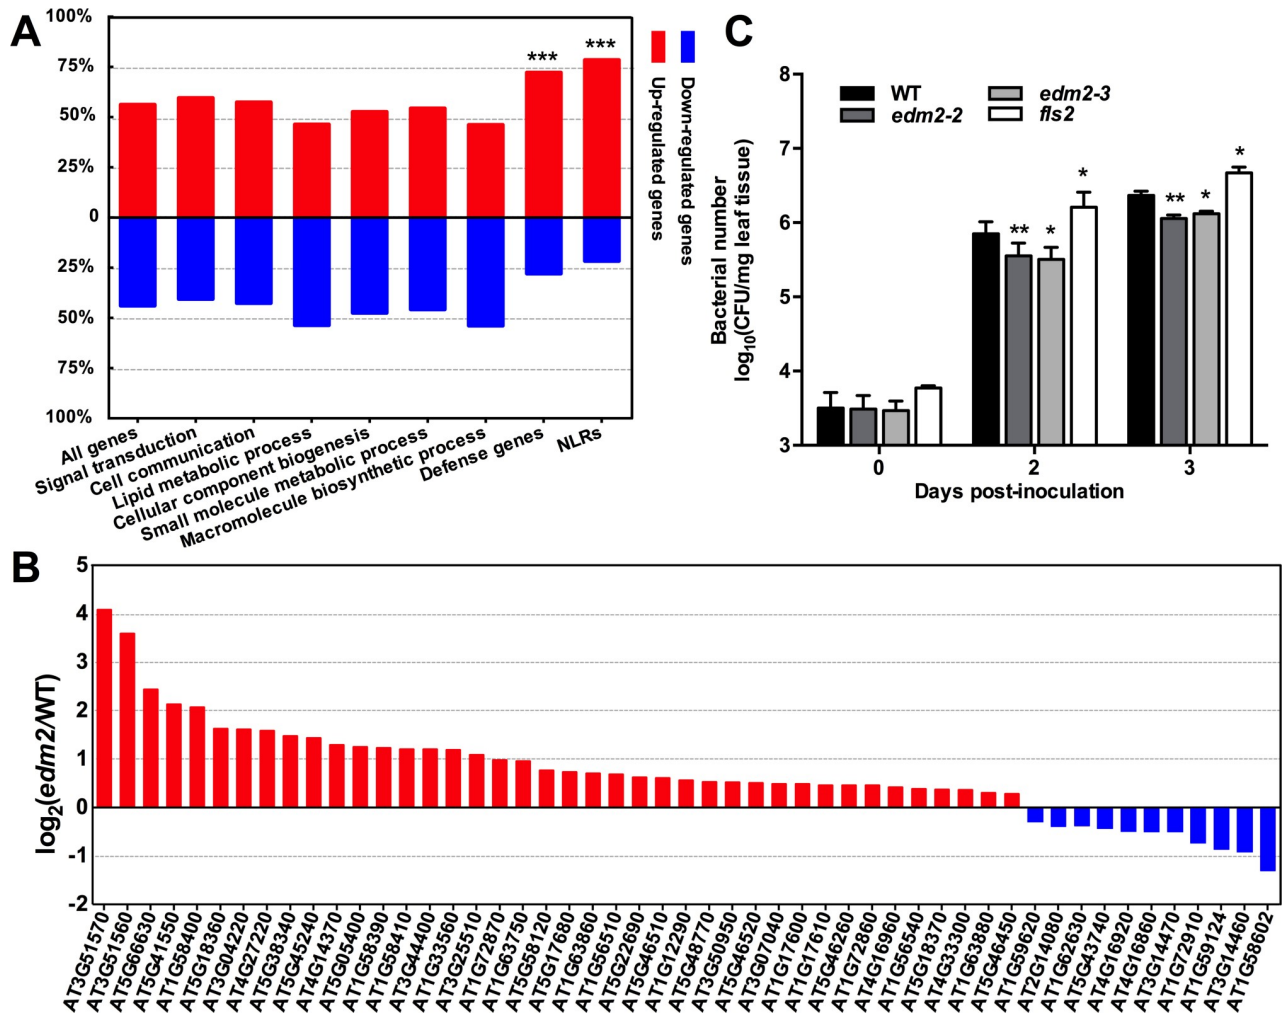 A
100%
75%
50%
25%
0
25%
50%
75%
100%
***
***
All genes
Signal transduction
Cell communication
Lipid metabolic process
Cellular component biogenesis
Small molecule metabolic process
Macromolecule biosynthetic process
Defense genes
NLRs
Up-regulated genes
Down-regulated genes
C
Bacterial number
log10(CFU/mg leaf tissue)
8
7
6
5
4
3
WT
edm2-2
edm2-3
fls2
**
*
*
**
*
*
0
2
3
Days post-inoculation
B
log2(edm2/WT)
5
4
3
2
1
0
-1
-2
AT3G51570
AT3G51560
AT5G66630
AT5G41550
AT1G58400
AT5G18360
AT3G04220
AT1G27220
AT4G38340
AT5G45240
AT4G14370
AT5G05400
AT1G58390
AT1G58410
AT3G44400
AT1G33560
AT3G25510
AT1G72870
AT1G63750
AT5G58120
AT5G17680
AT1G63860
AT1G56510
AT5G22690
AT5G46510
AT1G12290
AT5G48770
AT3G50950
AT5G46520
AT3G07040
AT1G17600
AT1G17610
AT5G46260
AT1G72860
AT4G16960
AT1G56540
AT5G16370
AT4G33300
AT1G63880
AT5G46450
AT1G59620
AT2G14080
AT1G62630
AT5G43740
AT4G16920
AT4G16860
AT3G14470
AT1G72910
AT1G59124
AT3G14460
AT1G58602